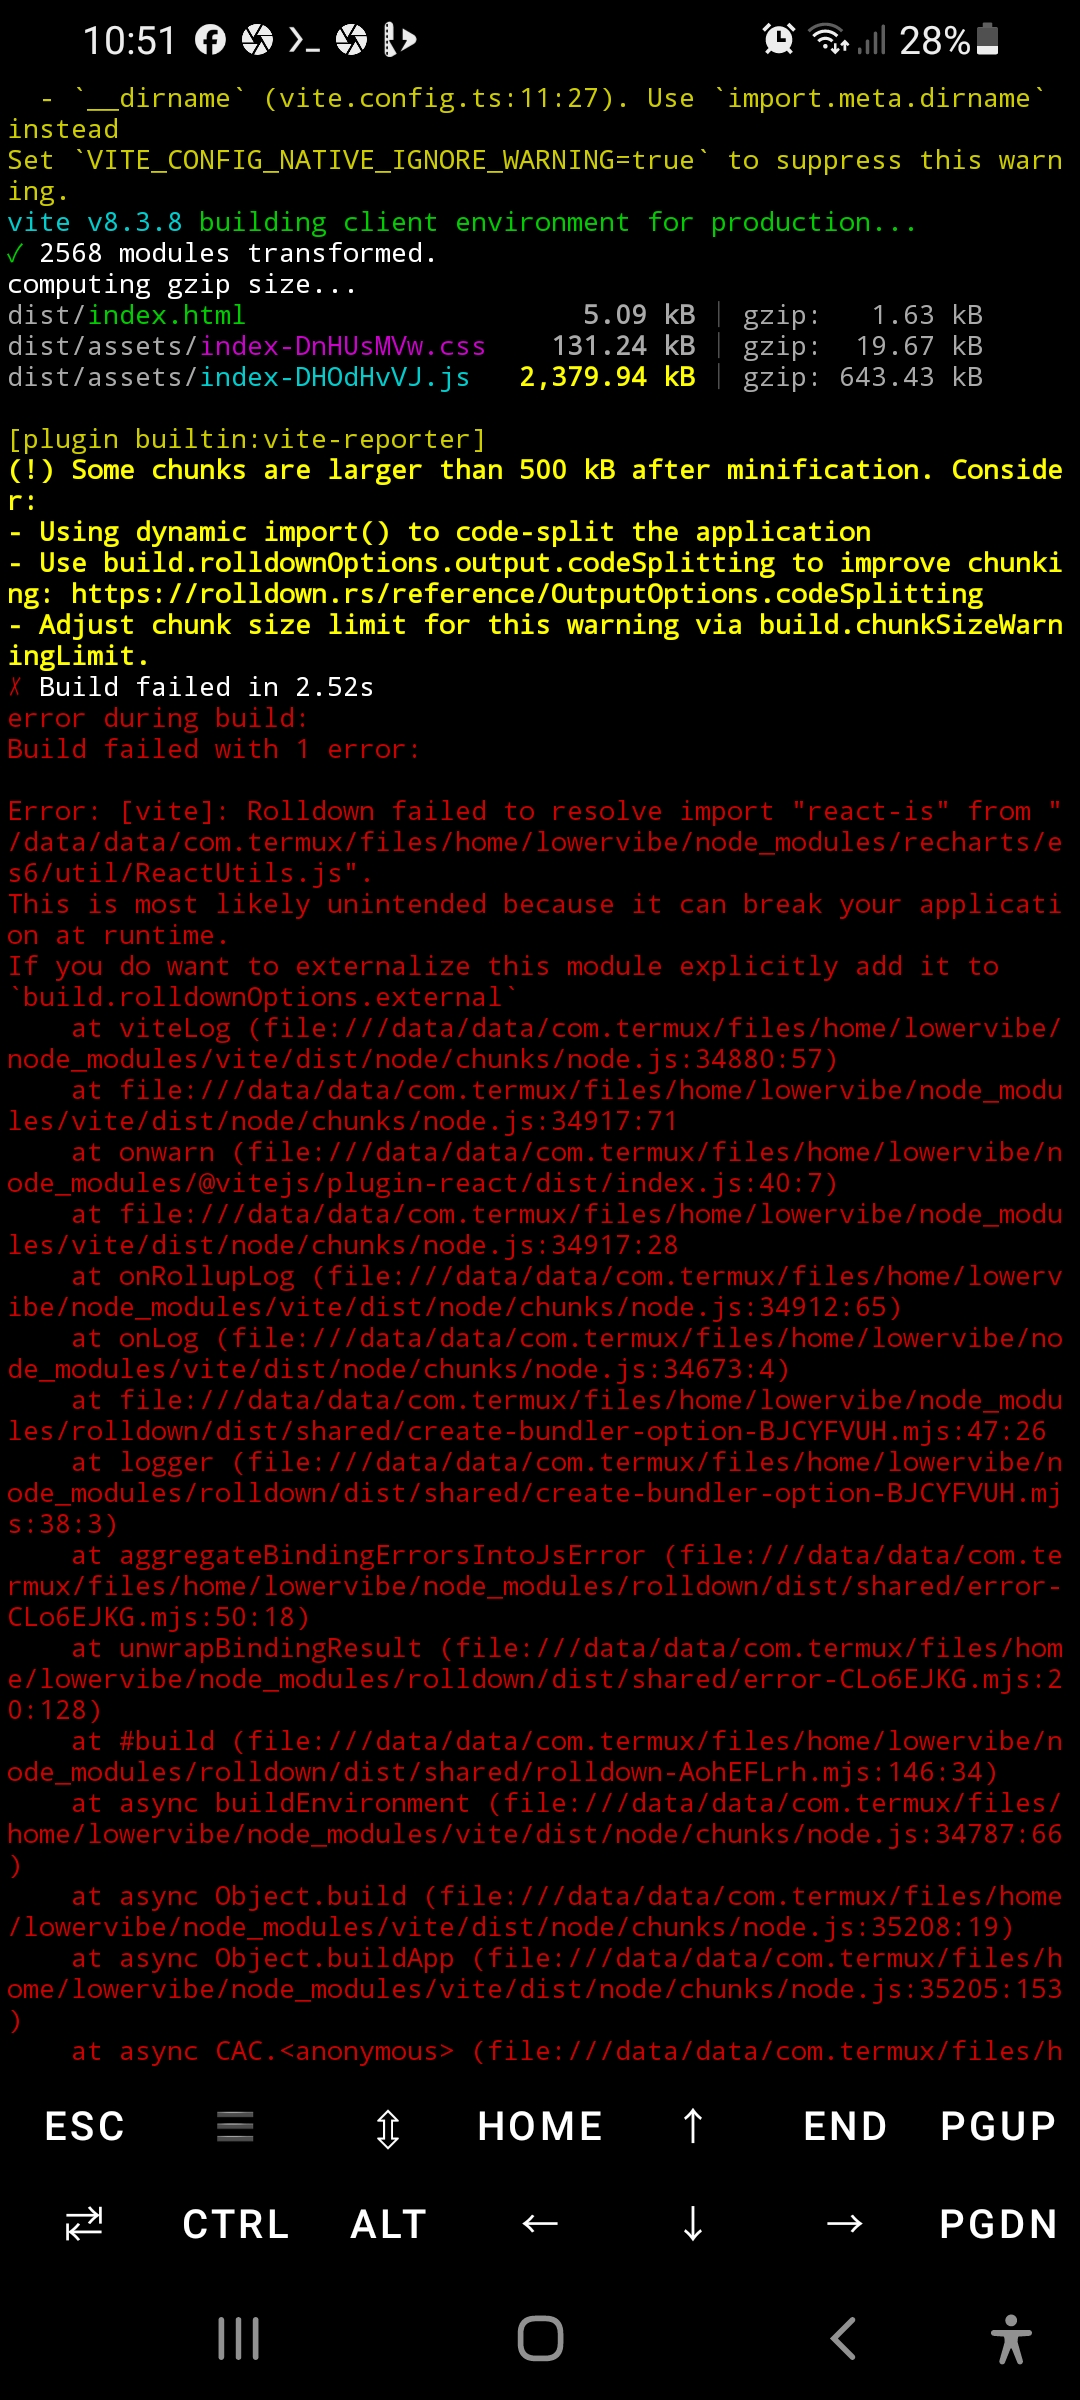 10:51
28%
- `__dirname` (vite.config.ts:11:27). Use `import.meta.dirname`
instead
Set `VITE_CONFIG_NATIVE_IGNORE_WARNING=true` to suppress this warn
ing.
vite v8.3.8 building client environment for production...
✓ 2568 modules transformed.
computing gzip size...
dist/index.html 5.09 kB │ gzip: 1.63 kB
dist/assets/index-DnHUsMVw.css 131.24 kB │ gzip: 19.67 kB
dist/assets/index-DHOdHvVJ.js 2,379.94 kB │ gzip: 643.43 kB
[plugin builtin:vite-reporter]
(!) Some chunks are larger than 500 kB after minification. Conside
r:
- Using dynamic import() to code-split the application
- Use build.rolldownOptions.output.codeSplitting to improve chunki
ng: https://rolldown.rs/reference/OutputOptions.codeSplitting
- Adjust chunk size limit for this warning via build.chunkSizeWarn
ingLimit.
✗ Build failed in 2.52s
error during build:
Build failed with 1 error:
Error: [vite]: Rolldown failed to resolve import "react-is" from "
/data/data/com.termux/files/home/lowervibe/node_modules/recharts/e
s6/util/ReactUtils.js".
This is most likely unintended because it can break your applicati
on at runtime.
If you do want to externalize this module explicitly add it to
`build.rolldownOptions.external`
at viteLog (file:///data/data/com.termux/files/home/lowervibe/
node_modules/vite/dist/node/chunks/node.js:34880:57)
at file:///data/data/com.termux/files/home/lowervibe/node_modu
les/vite/dist/node/chunks/node.js:34917:71
at onwarn (file:///data/data/com.termux/files/home/lowervibe/n
ode_modules/@vitejs/plugin-react/dist/index.js:40:7)
at file:///data/data/com.termux/files/home/lowervibe/node_modu
les/vite/dist/node/chunks/node.js:34917:28
at onRollupLog (file:///data/data/com.termux/files/home/lowerv
ibe/node_modules/vite/dist/node/chunks/node.js:34912:65)
at onLog (file:///data/data/com.termux/files/home/lowervibe/no
de_modules/vite/dist/node/chunks/node.js:34673:4)
at file:///data/data/com.termux/files/home/lowervibe/node_modu
les/rolldown/dist/shared/create-bundler-option-BJCYFVUH.mjs:47:26
at logger (file:///data/data/com.termux/files/home/lowervibe/n
ode_modules/rolldown/dist/shared/create-bundler-option-BJCYFVUH.mj
s:38:3)
at aggregateBindingErrorsIntoJsError (file:///data/data/com.te
rmux/files/home/lowervibe/node_modules/rolldown/dist/shared/error-
CLo6EJKG.mjs:50:18)
at unwrapBindingResult (file:///data/data/com.termux/files/hom
e/lowervibe/node_modules/rolldown/dist/shared/error-CLo6EJKG.mjs:2
0:128)
at #build (file:///data/data/com.termux/files/home/lowervibe/n
ode_modules/rolldown/dist/shared/rolldown-AohEFLrh.mjs:146:34)
at async buildEnvironment (file:///data/data/com.termux/files/
home/lowervibe/node_modules/vite/dist/node/chunks/node.js:34787:66
)
at async Object.build (file:///data/data/com.termux/files/home
/lowervibe/node_modules/vite/dist/node/chunks/node.js:35208:19)
at async Object.buildApp (file:///data/data/com.termux/files/h
ome/lowervibe/node_modules/vite/dist/node/chunks/node.js:35205:153
)
at async CAC.<anonymous> (file:///data/data/com.termux/files/h
ESC ☰ ⇳ HOME ↑ END PGUP
⇄ CTRL ALT ← ↓ → PGDN